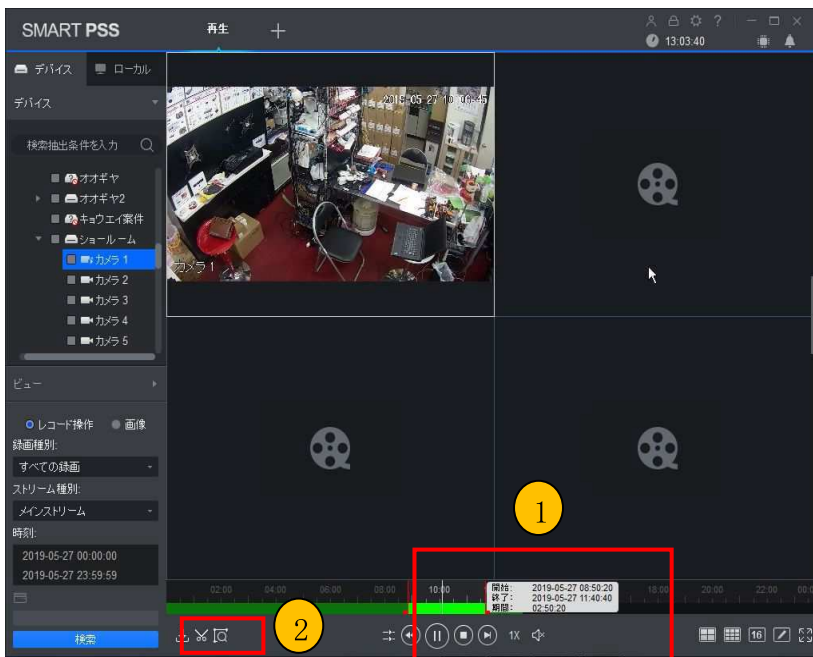 SMART PSS
再生
13:03:40
デバイス
ローカル
デバイス
検索抽出条件を入力
オオギヤ
オオギヤ2
キョウエイ案件
ショールーム
カメラ 1
カメラ 2
カメラ 3
カメラ 4
カメラ 5
ビュー
レコード操作
画像
録画種別:
すべての録画
ストリーム種別:
メインストリーム
時刻:
2019-05-27 00:00:00
2019-05-27 23:59:59
検索
2019-05-27 10:06:45
カメラ1
1
02:00 04:00 06:00 08:00 10:00 18:00 20:00 22:00 00:
開始: 2019-05-27 08:50:20
終了: 2019-05-27 11:40:40
期間: 02:50:20
2
1X
16